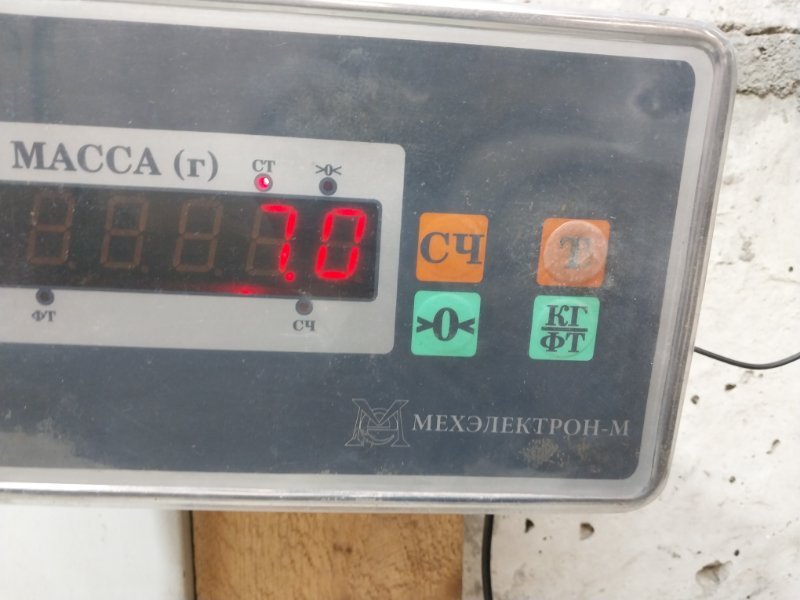 МАССА (г)
СТ
>0<
7.0
ФТ
СЧ
СЧ
Т
>0<
КГ
ФТ
МЕХЭЛЕКТРОН-М